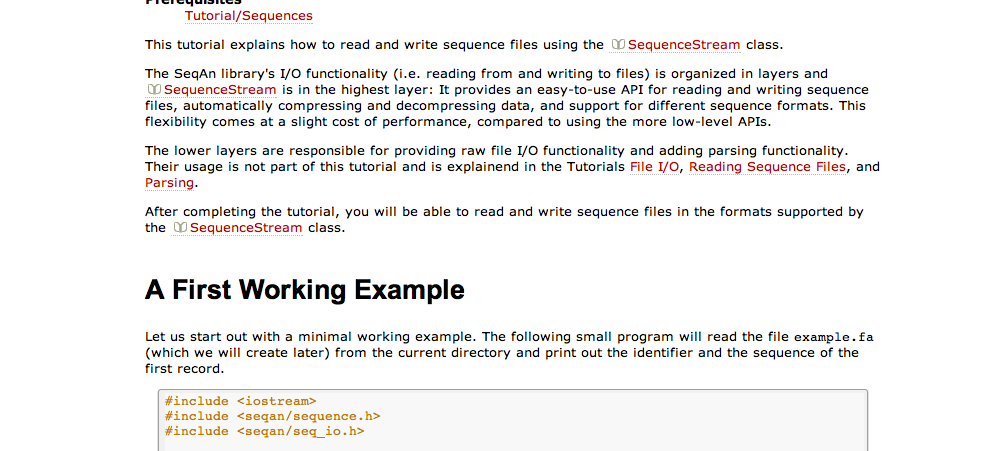 Prerequisites
Tutorial/Sequences
This tutorial explains how to read and write sequence files using the SequenceStream class.
The SeqAn library's I/O functionality (i.e. reading from and writing to files) is organized in layers and
SequenceStream is in the highest layer: It provides an easy-to-use API for reading and writing sequence
files, automatically compressing and decompressing data, and support for different sequence formats. This
flexibility comes at a slight cost of performance, compared to using the more low-level APIs.
The lower layers are responsible for providing raw file I/O functionality and adding parsing functionality.
Their usage is not part of this tutorial and is explainend in the Tutorials File I/O, Reading Sequence Files, and
Parsing.
After completing the tutorial, you will be able to read and write sequence files in the formats supported by
the SequenceStream class.
A First Working Example
Let us start out with a minimal working example. The following small program will read the file example.fa
(which we will create later) from the current directory and print out the identifier and the sequence of the
first record.
#include <iostream>
#include <seqan/sequence.h>
#include <seqan/seq_io.h>